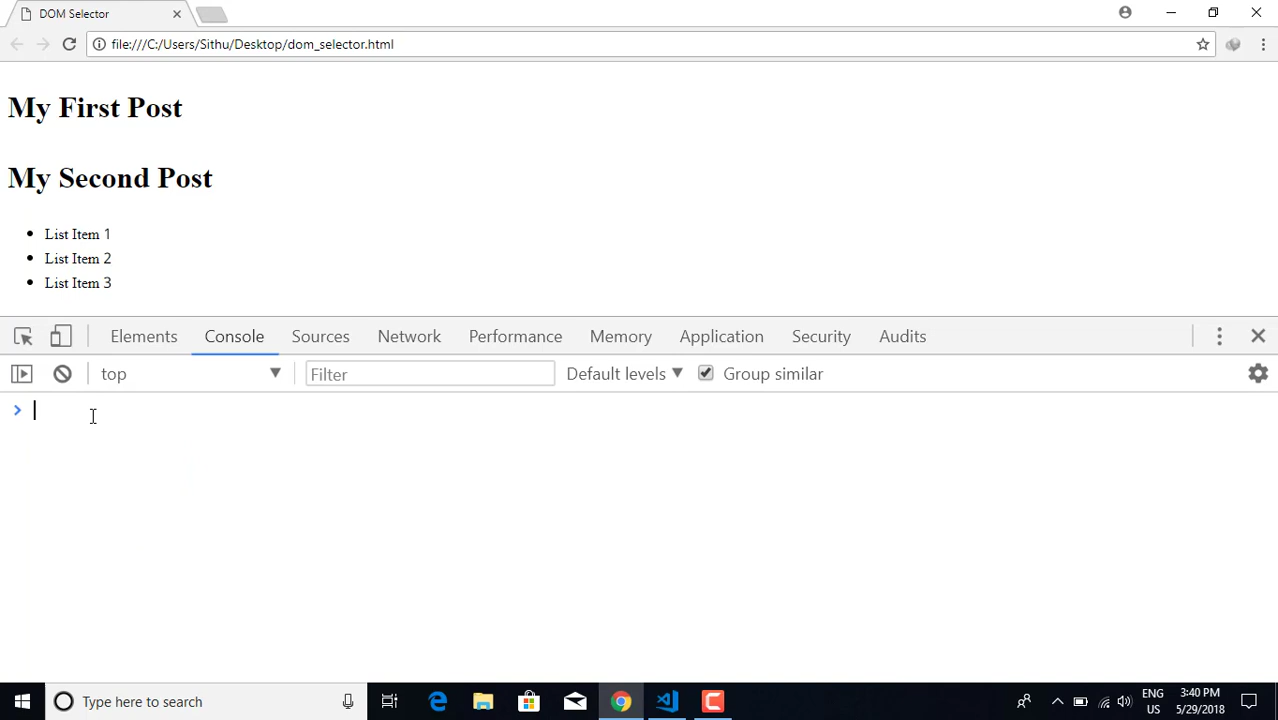 DOM Selector
file:///C:/Users/Sithu/Desktop/dom_selector.html
My First Post
My Second Post
List Item 1
List Item 2
List Item 3
Elements Console Sources Network Performance Memory Application Security Audits
top Filter Default levels Group similar
Type here to search
ENG
US
3:40 PM
5/29/2018